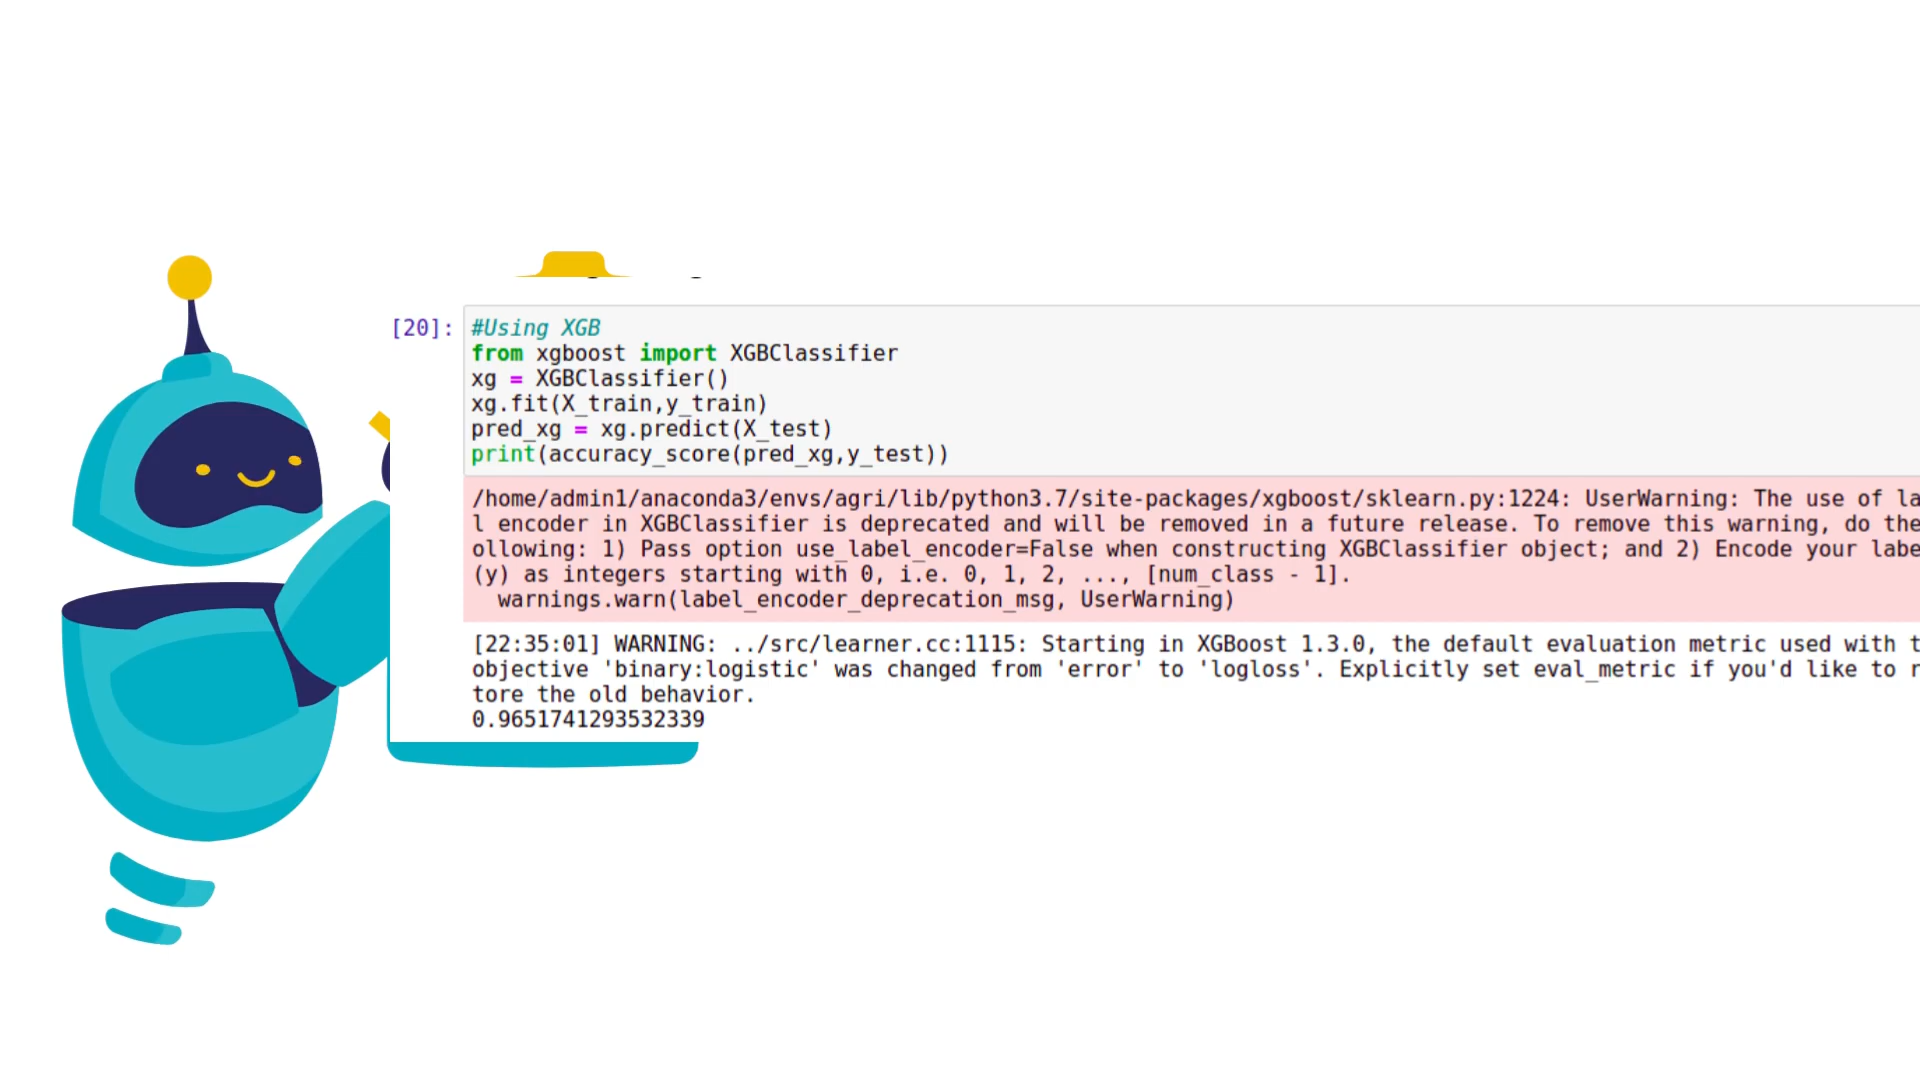 [20]: #Using XGB
from xgboost import XGBClassifier
xg = XGBClassifier()
xg.fit(X_train,y_train)
pred_xg = xg.predict(X_test)
print(accuracy_score(pred_xg,y_test))
/home/admin1/anaconda3/envs/agri/lib/python3.7/site-packages/xgboost/sklearn.py:1224: UserWarning: The use of la
l encoder in XGBClassifier is deprecated and will be removed in a future release. To remove this warning, do the
ollowing: 1) Pass option use_label_encoder=False when constructing XGBClassifier object; and 2) Encode your labe
(y) as integers starting with 0, i.e. 0, 1, 2, ..., [num_class - 1].
warnings.warn(label_encoder_deprecation_msg, UserWarning)
[22:35:01] WARNING: ../src/learner.cc:1115: Starting in XGBoost 1.3.0, the default evaluation metric used with t
objective 'binary:logistic' was changed from 'error' to 'logloss'. Explicitly set eval_metric if you'd like to r
tore the old behavior.
0.9651741293532339